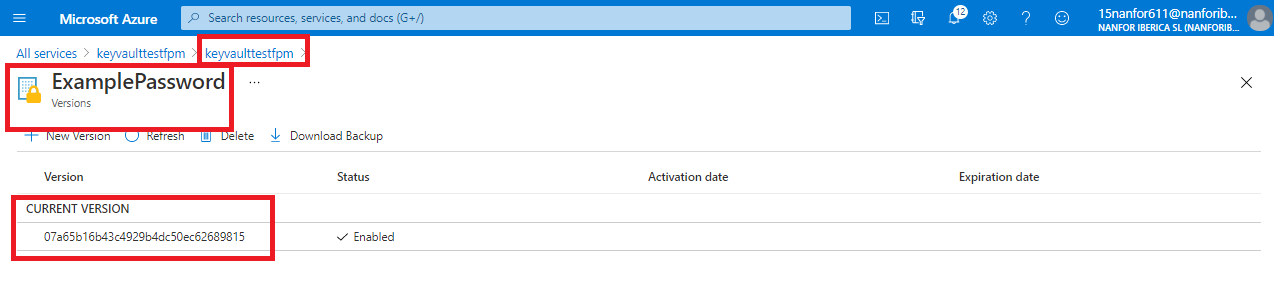 Microsoft Azure
Search resources, services, and docs (G+/)
12
15nanfor611@nanforib...
NANFOR IBERICA SL (NANFORIB...
All services > keyvaulttestfpm > keyvaulttestfpm >
ExamplePassword ...
Versions
New Version Refresh Delete Download Backup
Version Status Activation date Expiration date
CURRENT VERSION
07a65b16b43c4929b4dc50ec62689815 Enabled